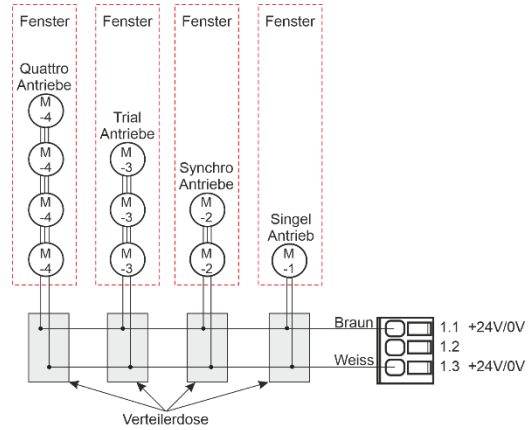 Fenster
Fenster
Fenster
Fenster
Quattro
Antriebe
M
-4
M
-4
M
-4
M
-4
Trial
Antriebe
M
-3
M
-3
M
-3
Synchro
Antriebe
M
-2
M
-2
Singel
Antrieb
M
-1
Braun
1.1 +24V/0V
1.2
Weiss
1.3 +24V/0V
Verteilerdose